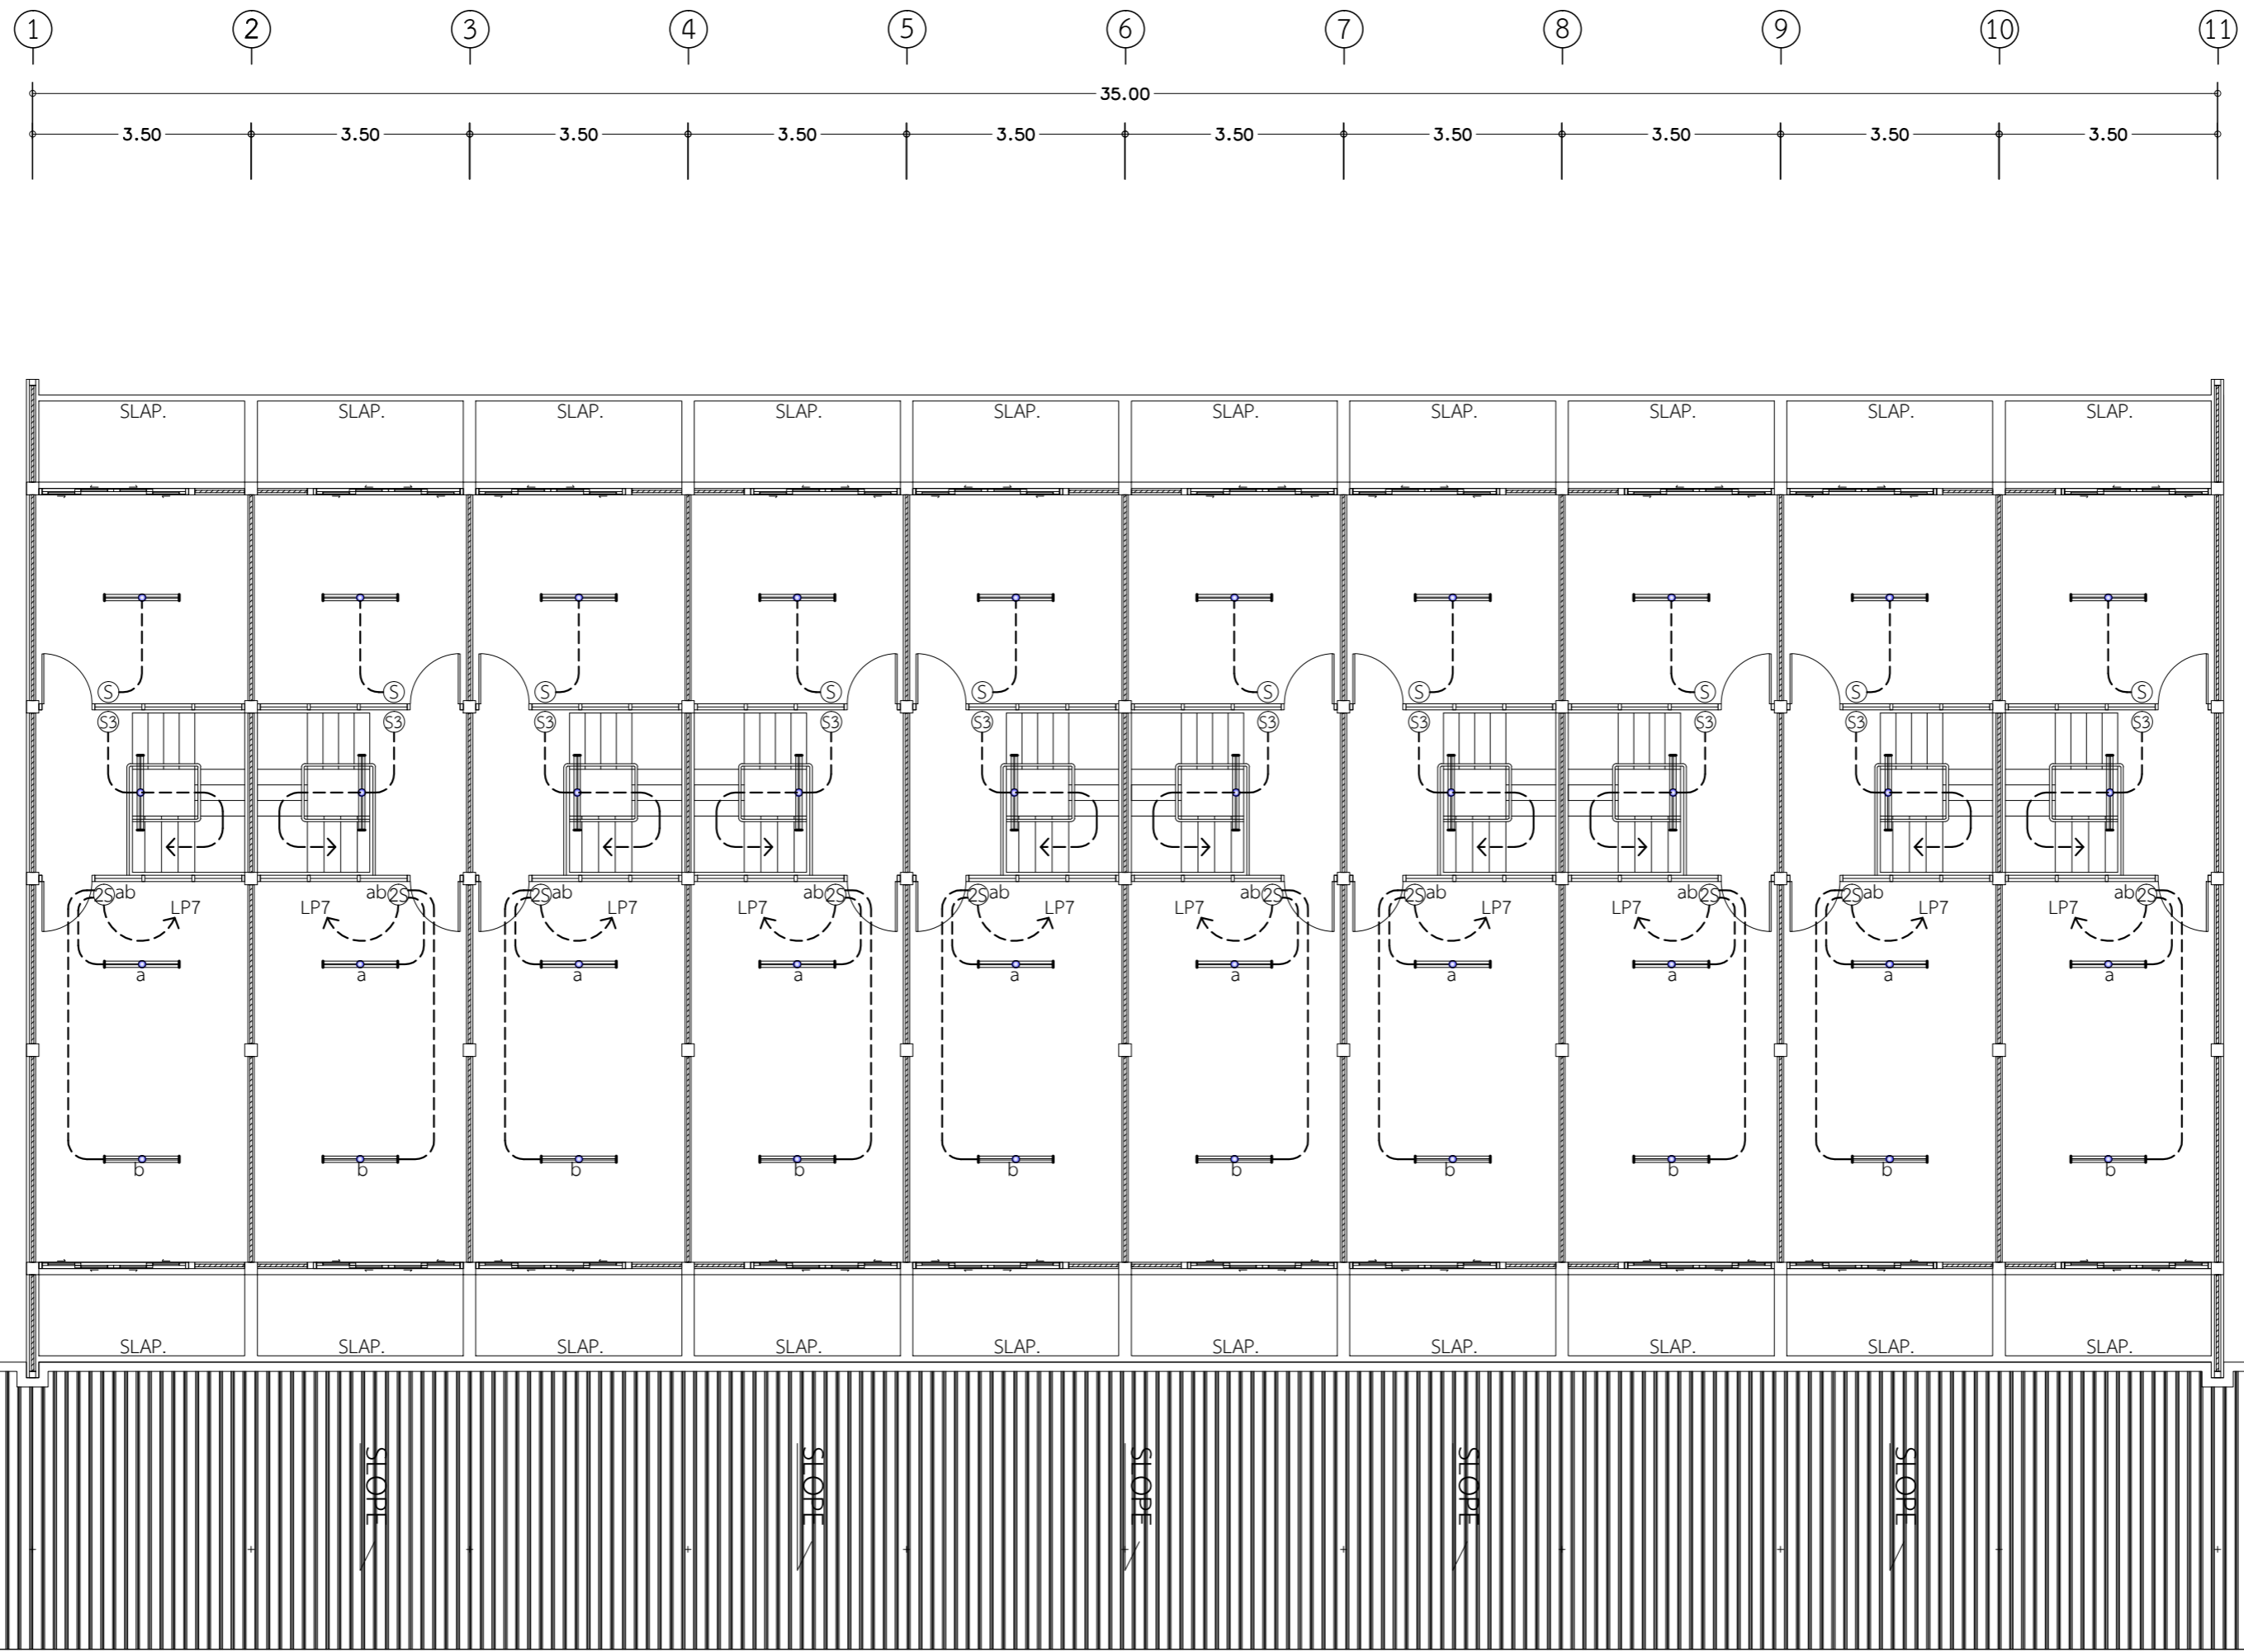 1 2 3 4 5 6 7 8 9 10 11
35.00
3.50 3.50 3.50 3.50 3.50 3.50 3.50 3.50 3.50 3.50
SLAP. SLAP. SLAP. SLAP. SLAP. SLAP. SLAP. SLAP. SLAP. SLAP.
S S S S S S S S S S
S3 S3 S3 S3 S3 S3 S3 S3 S3 S3
2S ab ab 2S 2S ab ab 2S 2S ab ab 2S 2S ab ab 2S 2S ab ab 2S
LP7 LP7 LP7 LP7 LP7 LP7 LP7 LP7 LP7 LP7
a a a a a a a a a a
b b b b b b b b b b
SLAP. SLAP. SLAP. SLAP. SLAP. SLAP. SLAP. SLAP. SLAP. SLAP.
SLOPE SLOPE SLOPE SLOPE SLOPE